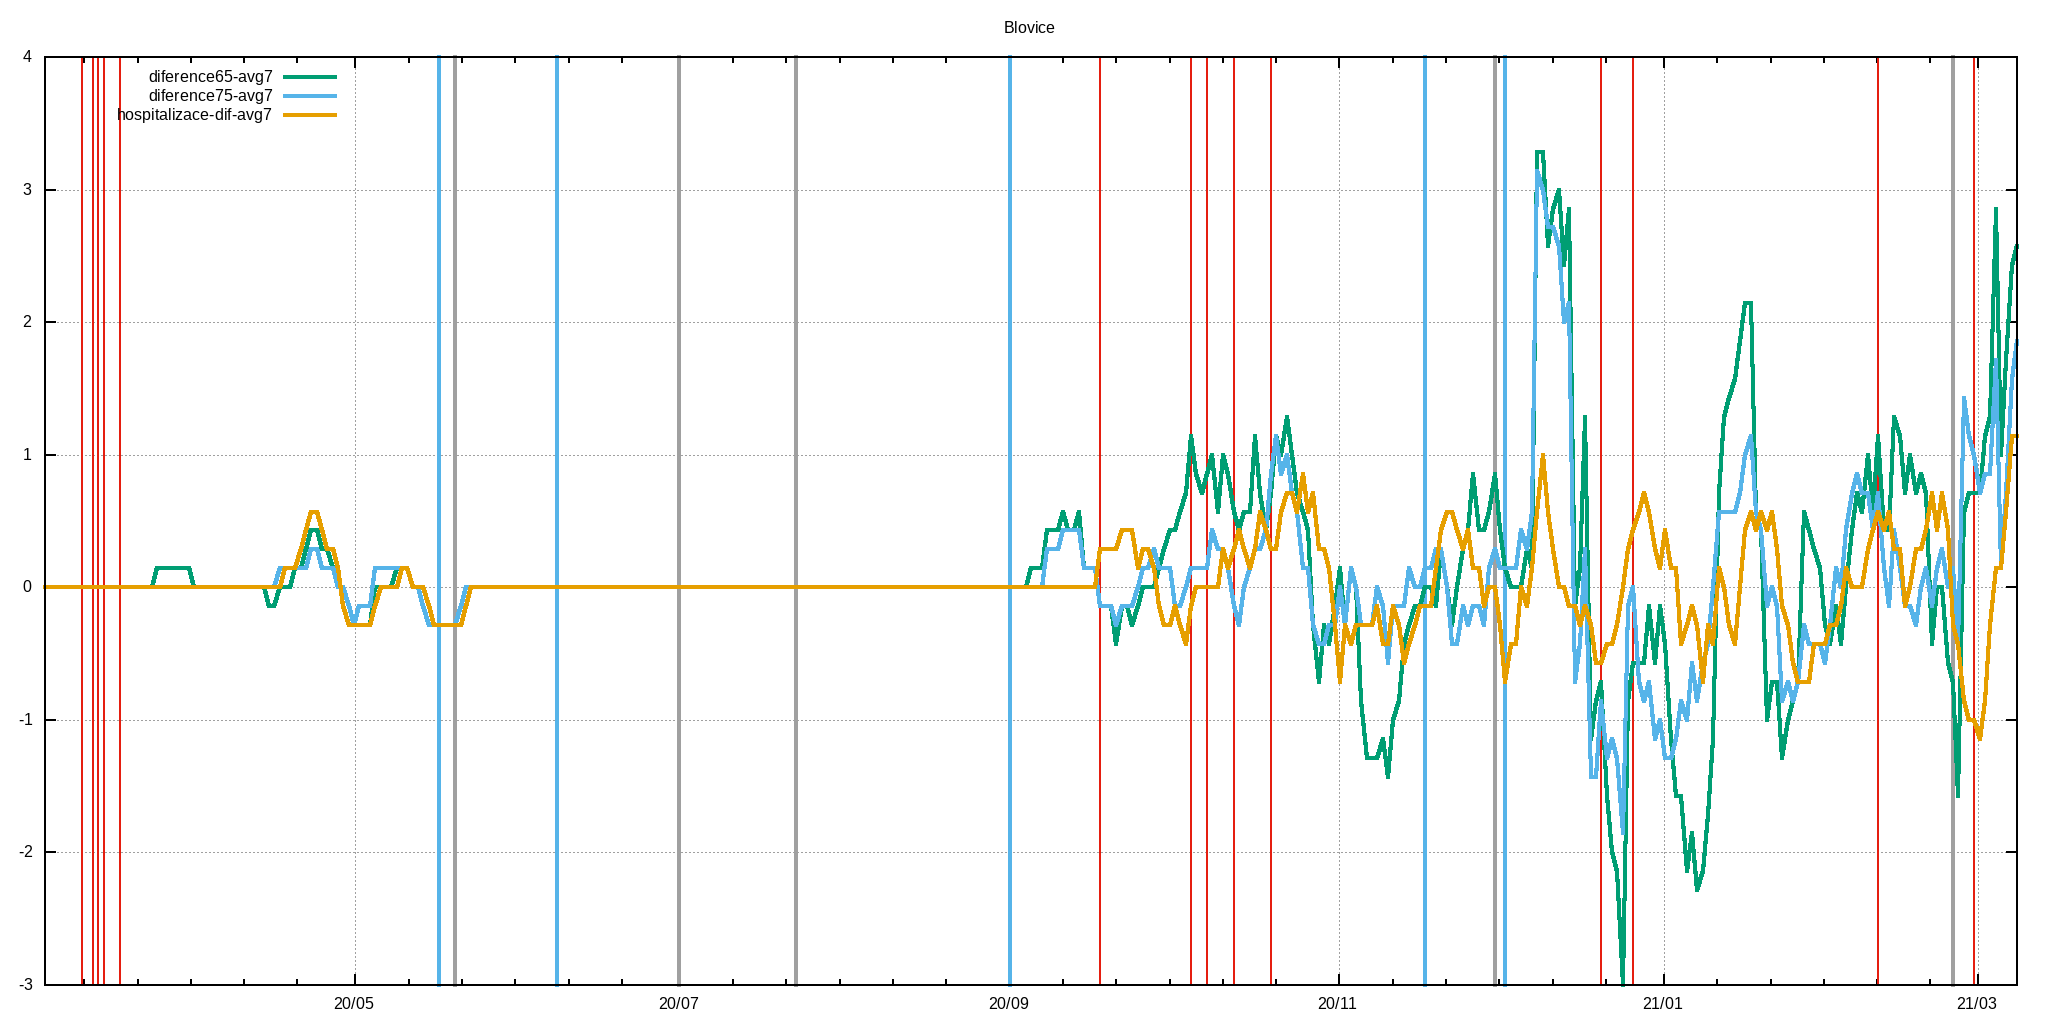 Blovice
4
diference65-avg7
diference75-avg7
hospitalizace-dif-avg7
3
2
1
0
-1
-2
-3
20/05 20/07 20/09 20/11 21/01 21/03